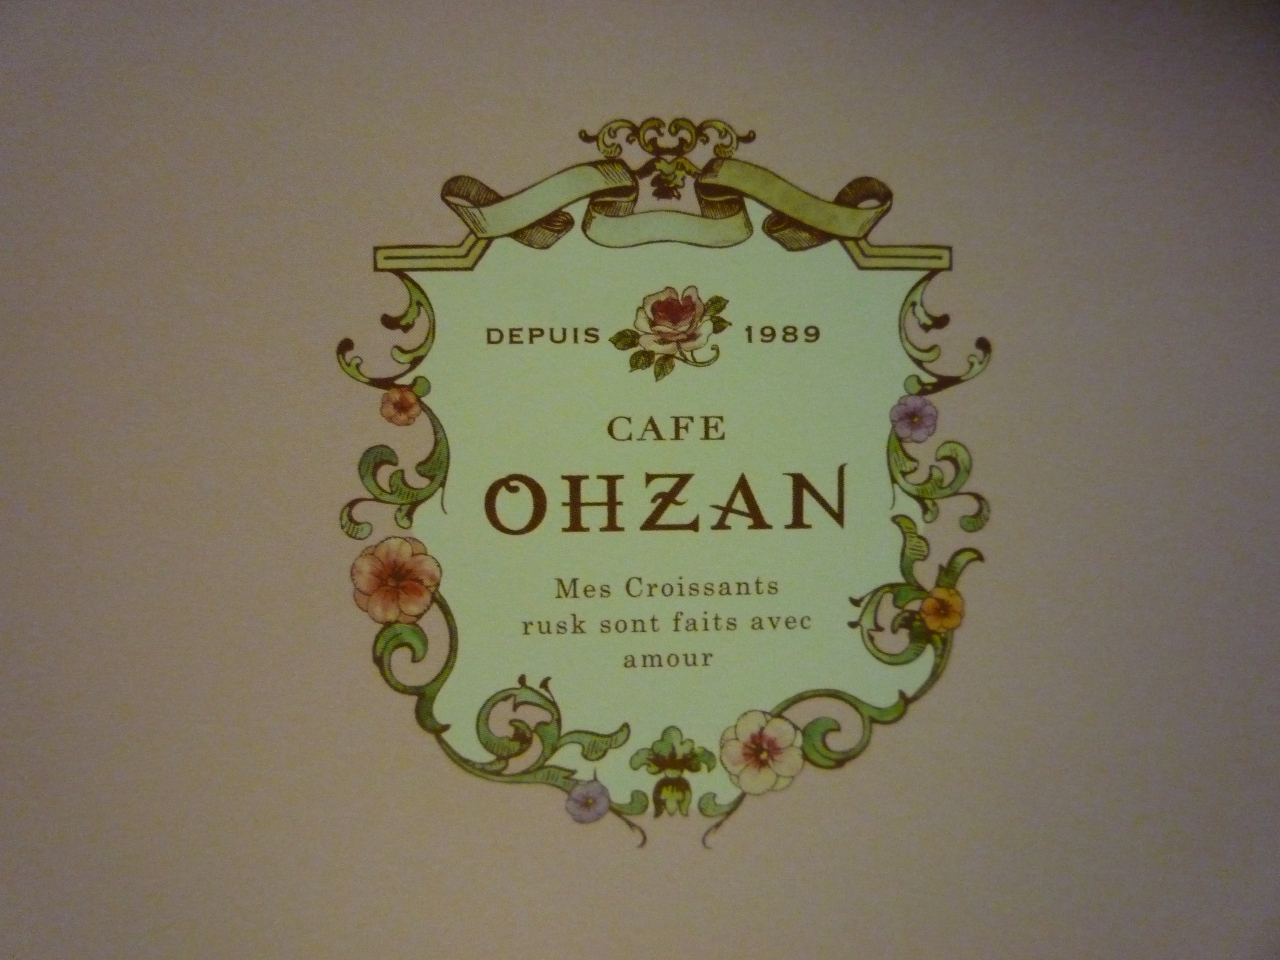 DEPUIS 1989
CAFE
OHZAN
Mes Croissants
rusk sont faits avec
amour